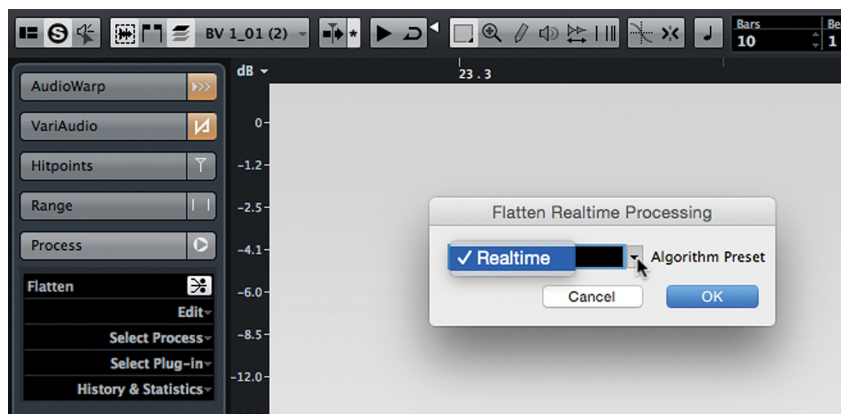 BV 1_01 (2)
Bars
10
Be
1
dB
23.3
AudioWarp
VariAudio
Hitpoints
Range
Process
Flatten
Edit
Select Process
Select Plug-in
History & Statistics
0
-1.2
-2.5
-4.1
-6.0
-8.5
-12.0
Flatten Realtime Processing
✓ Realtime
Algorithm Preset
Cancel
OK